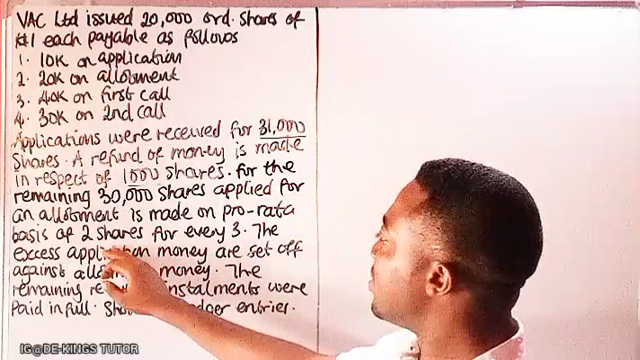 VAC Ltd issued 20,000 ord. shares of
₦1 each payable as follows
1. 10K on application
2. 20K on allotment
3. 40K on first call
4. 30K on 2nd call
Applications were received for 31,000
Shares. A refund of money is made
in respect of 1000 shares. for the
remaining 30,000 shares applied for
an allotment is made on pro-rata
basis of 2 shares for every 3. The
excess money are set off
against money. The
remaining instalments were
Paid in full. entries.
IG@DE-KINGS TUTOR